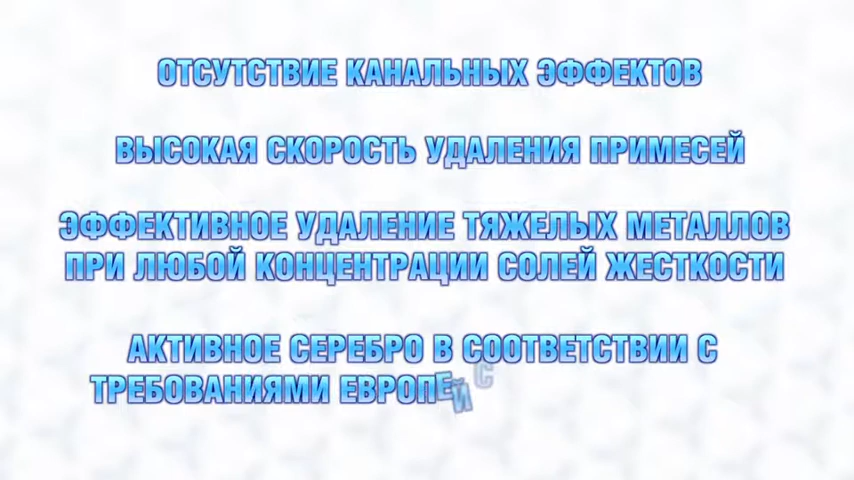 ОТСУТСТВИЕ КАНАЛЬНЫХ ЭФФЕКТОВ
ВЫСОКАЯ СКОРОСТЬ УДАЛЕНИЯ ПРИМЕСЕЙ
ЭФФЕКТИВНОЕ УДАЛЕНИЕ ТЯЖЕЛЫХ МЕТАЛЛОВ
ПРИ ЛЮБОЙ КОНЦЕНТРАЦИИ СОЛЕЙ ЖЕСТКОСТИ
АКТИВНОЕ СЕРЕБРО В СООТВЕТСТВИИ С
ТРЕБОВАНИЯМИ ЕВРОПЕЙС